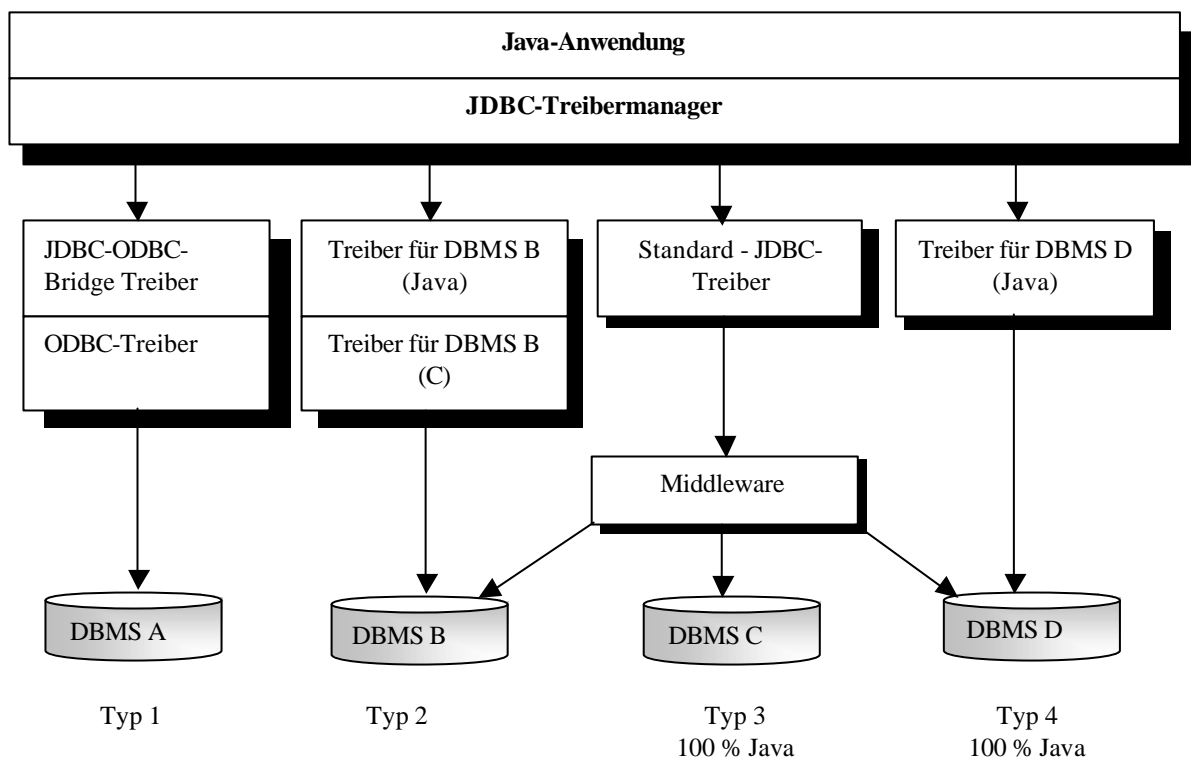 Java-Anwendung
JDBC-Treibermanager
JDBC-ODBC-
Bridge Treiber
ODBC-Treiber
Treiber für DBMS B
(Java)
Treiber für DBMS B
(C)
Standard - JDBC-
Treiber
Treiber für DBMS D
(Java)
Middleware
DBMS A
DBMS B
DBMS C
DBMS D
Typ 1
Typ 2
Typ 3
100 % Java
Typ 4
100 % Java